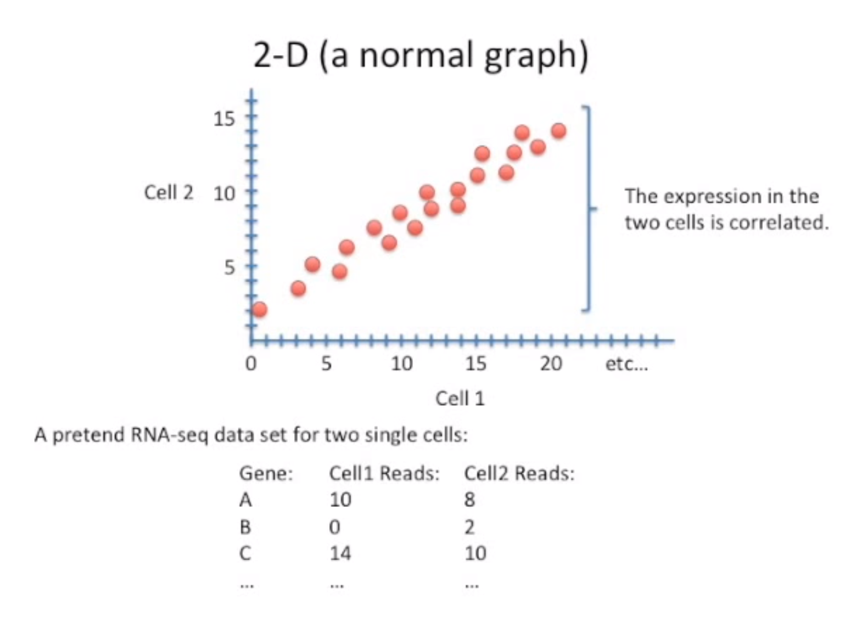 2-D (a normal graph)
15
Cell 2 10
5
The expression in the
two cells is correlated.
0 5 10 15 20 etc...
Cell 1
A pretend RNA-seq data set for two single cells:
Gene: Cell1 Reads: Cell2 Reads:
A 10 8
B 0 2
C 14 10
... ... ...